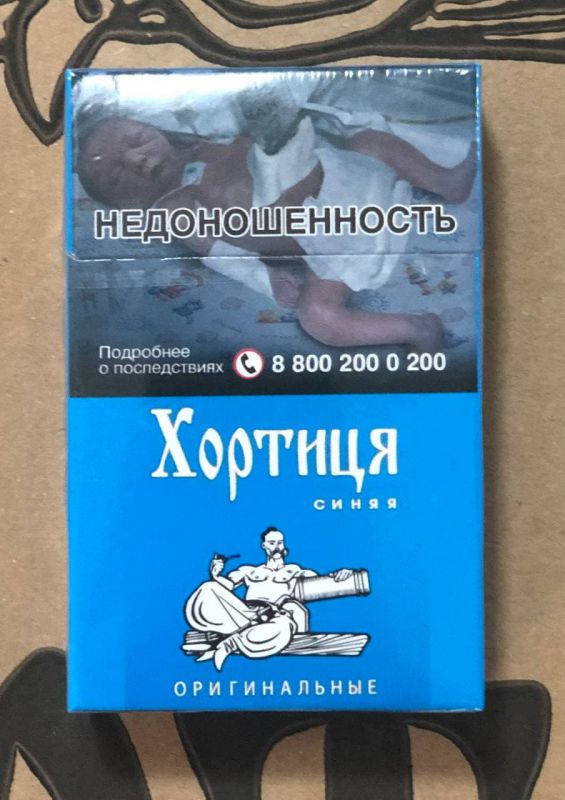 НЕДОНОШЕННОСТЬ
Подробнее
о последствиях 8 800 200 0 200
Хортиця
синяя
ОРИГИНАЛЬНЫЕ